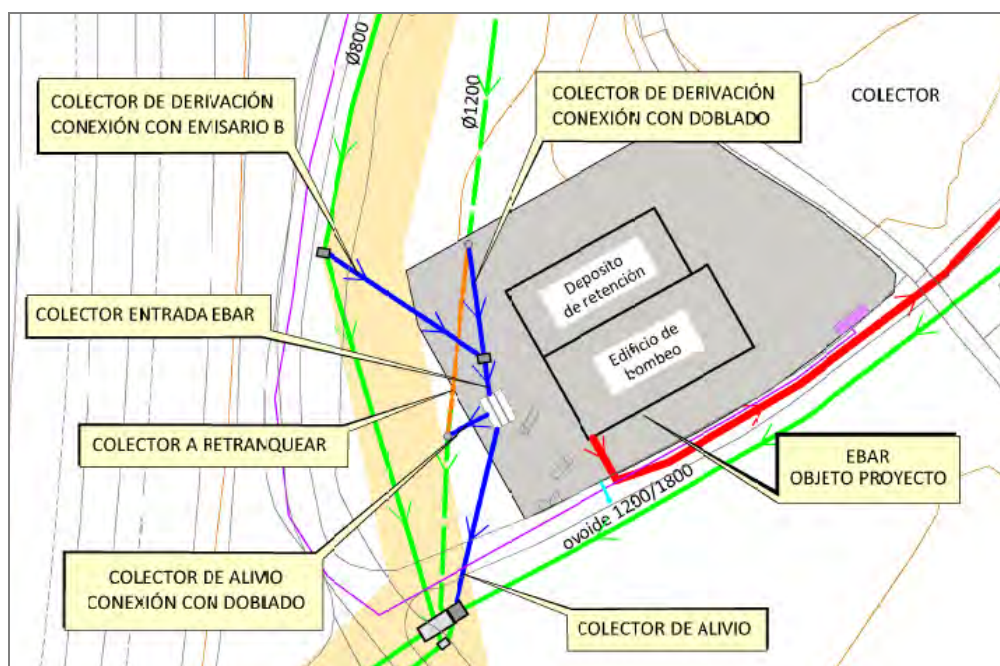 Ø800
Ø1200
COLECTOR DE DERIVACIÓN
CONEXIÓN CON EMISARIO B
COLECTOR DE DERIVACIÓN
CONEXIÓN CON DOBLADO
COLECTOR
Deposito
de retención
COLECTOR ENTRADA EBAR
Edificio de
bombeo
COLECTOR A RETRANQUEAR
EBAR
OBJETO PROYECTO
ovoide 1200/1800
COLECTOR DE ALIVIO
CONEXIÓN CON DOBLADO
COLECTOR DE ALIVIO